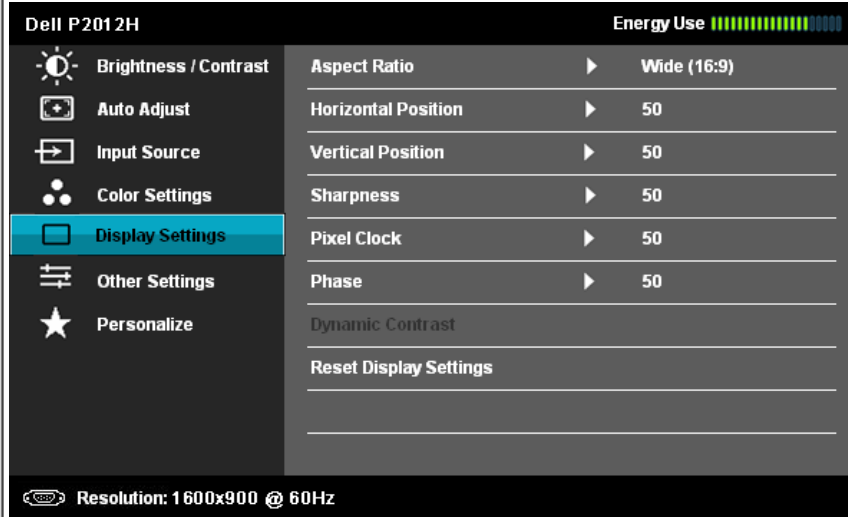 Dell P2012H Energy Use
Brightness / Contrast Aspect Ratio Wide (16:9)
Auto Adjust Horizontal Position 50
Input Source Vertical Position 50
Color Settings Sharpness 50
Display Settings Pixel Clock 50
Other Settings Phase 50
Personalize Dynamic Contrast
Reset Display Settings
Resolution: 1600x900 @ 60Hz